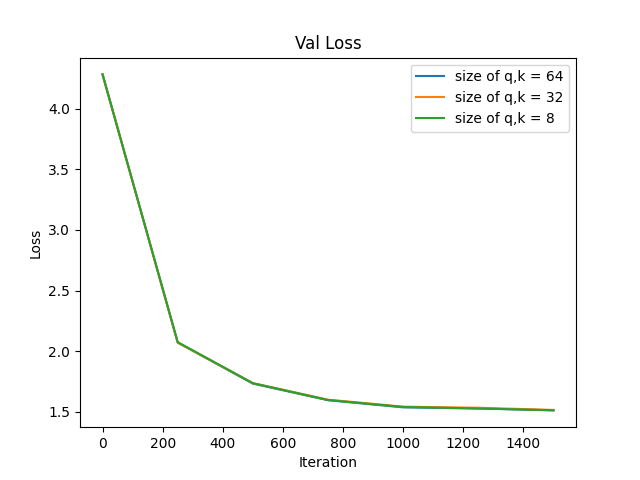 Val Loss
size of q,k = 64
size of q,k = 32
size of q,k = 8
Loss
4.0
3.5
3.0
2.5
2.0
1.5
0 200 400 600 800 1000 1200 1400
Iteration